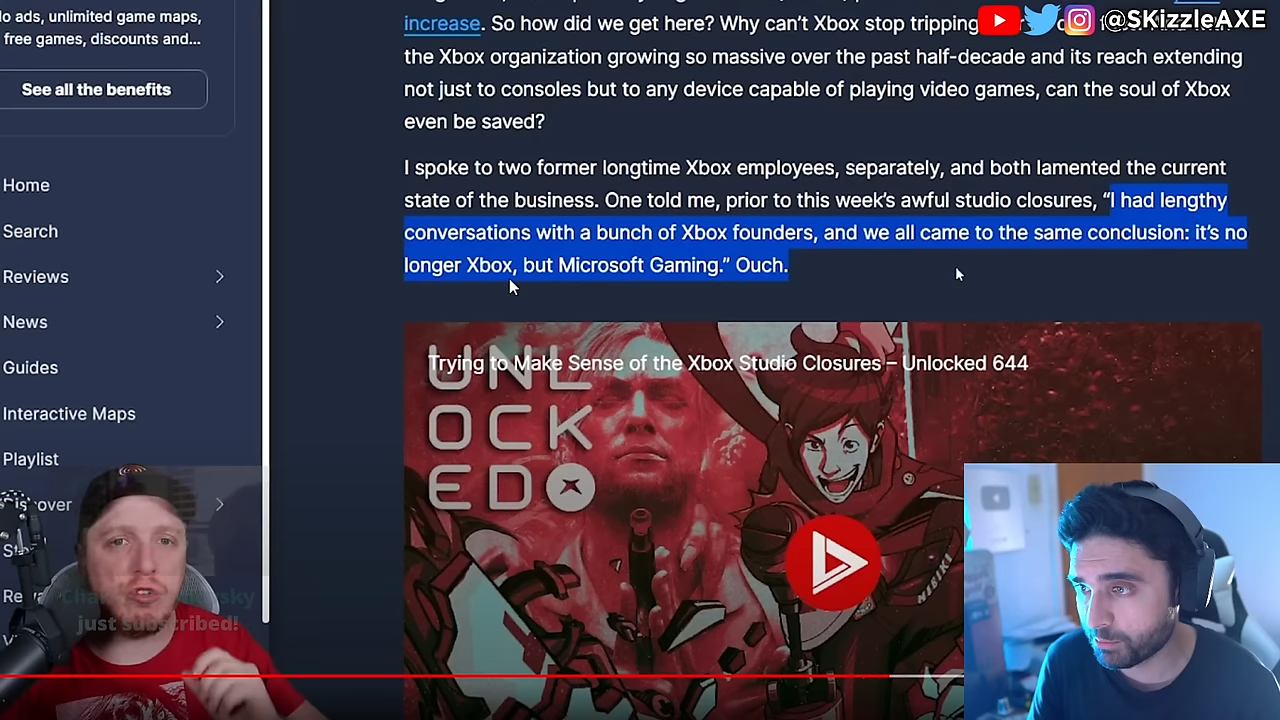 lo ads, unlimited game maps,
free games, discounts and...
See all the benefits
Home
Search
Reviews
News
Guides
Interactive Maps
Playlist
Discover
@SKizzleAXE
increase. So how did we get here? Why can't Xbox stop tripping
the Xbox organization growing so massive over the past half-decade and its reach extending
not just to consoles but to any device capable of playing video games, can the soul of Xbox
even be saved?
I spoke to two former longtime Xbox employees, separately, and both lamented the current
state of the business. One told me, prior to this week's awful studio closures, “I had lengthy
conversations with a bunch of Xbox founders, and we all came to the same conclusion: it's no
longer Xbox, but Microsoft Gaming.” Ouch.
Trying to Make Sense of the Xbox Studio Closures – Unlocked 644
UNL
OCK
ED
NIBIKI
just subscribed!